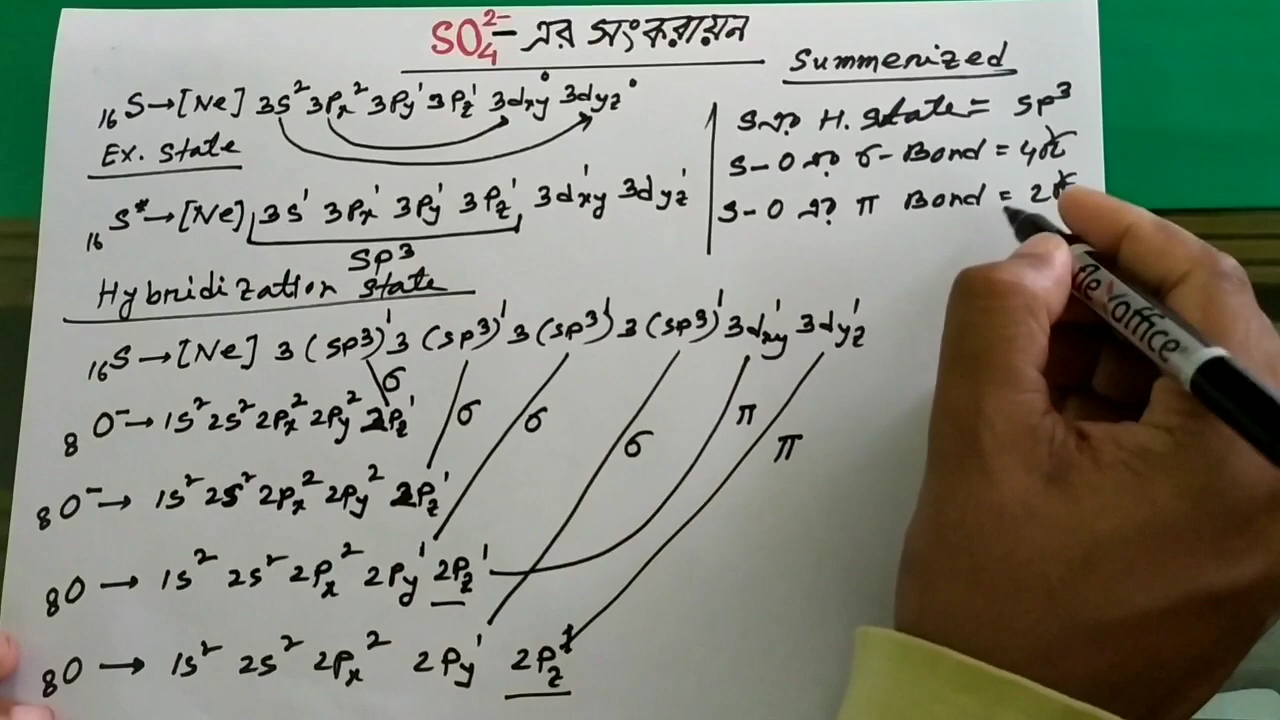 SO₄²⁻ এর সংকরায়ন
₁₆S → [Ne] 3s² 3Px² 3Py¹ 3Pz¹ 3dxy⁰ 3dyz⁰
Ex. State
₁₆S* → [Ne] 3s¹ 3Px¹ 3Py¹ 3Pz¹ 3d¹xy 3dyz¹
SP³
Hybridization State
₁₆S → [Ne] 3(sp³)¹ 3(sp³)¹ 3(sp³)¹ 3(sp³)¹ 3dxy¹ 3dyz¹
σ σ σ σ π π
₈O⁻ → 1s² 2s² 2Px² 2Py² 2Pz¹
₈O⁻ → 1s² 2s² 2Px² 2Py² 2Pz¹
₈O → 1s² 2s² 2Px² 2Py¹ 2Pz¹
₈O → 1s² 2s² 2Px² 2Py¹ 2Pz¹
Summerized
S এর H. State = SP³
S-O এর σ- Bond = 4টি
S-O এর π Bond = 2
flexoffice